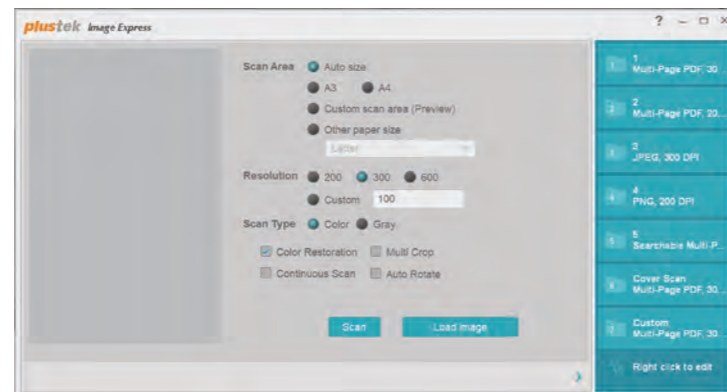 plustek Image Express
?
Scan Area Auto size
A3 A4
Custom scan area (Preview)
Other paper size
Letter
Resolution 200 300 600
Custom 100
Scan Type Color Gray
Color Restoration Multi Crop
Continuous Scan Auto Rotate
Scan Load image
1
Multi-Page PDF, 30...
2
Multi-Page PDF, 20...
3
JPEG, 300 DPI
4
PNG, 200 DPI
5
Searchable Multi-P...
Cover Scan
Multi-Page PDF, 30...
Custom
Multi-Page PDF, 30...
Right click to edit